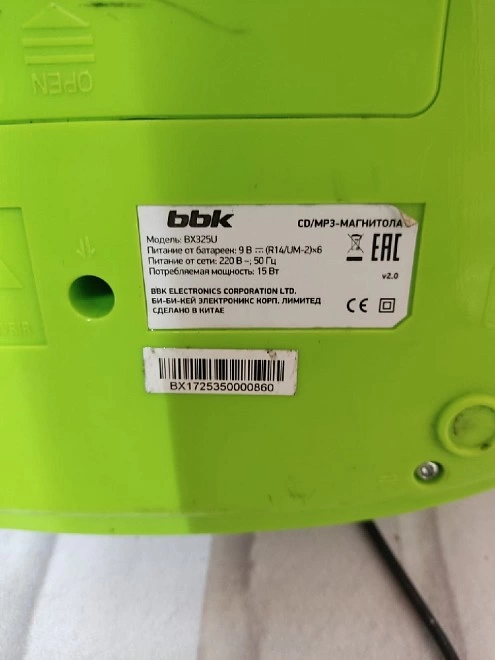 OPEN
bbk
CD/MP3-МАГНИТОЛА
Модель: BX325U
Питание от батареек: 9 В ⎓ (R14/UM-2)×6
Питание от сети: 220 В ~; 50 Гц
Потребляемая мощность: 15 Вт
EAC
v2.0
BBK ELECTRONICS CORPORATION LTD.
БИ-БИ-КЕЙ ЭЛЕКТРОНИКС КОРП. ЛИМИТЕД
СДЕЛАНО В КИТАЕ
CE
BX1725350000860